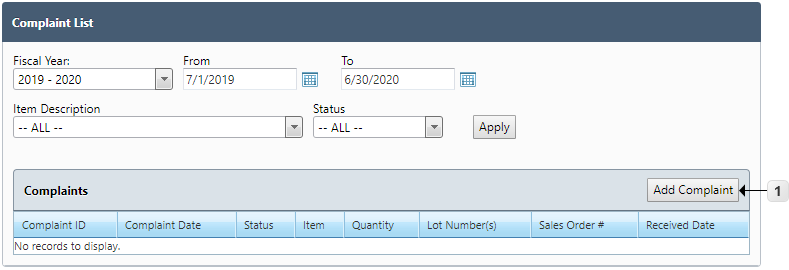 Complaint List
Fiscal Year: From To
2019 - 2020 7/1/2019 6/30/2020
Item Description Status
-- ALL -- -- ALL -- Apply
Complaints Add Complaint 1
Complaint ID Complaint Date Status Item Quantity Lot Number(s) Sales Order # Received Date
No records to display.